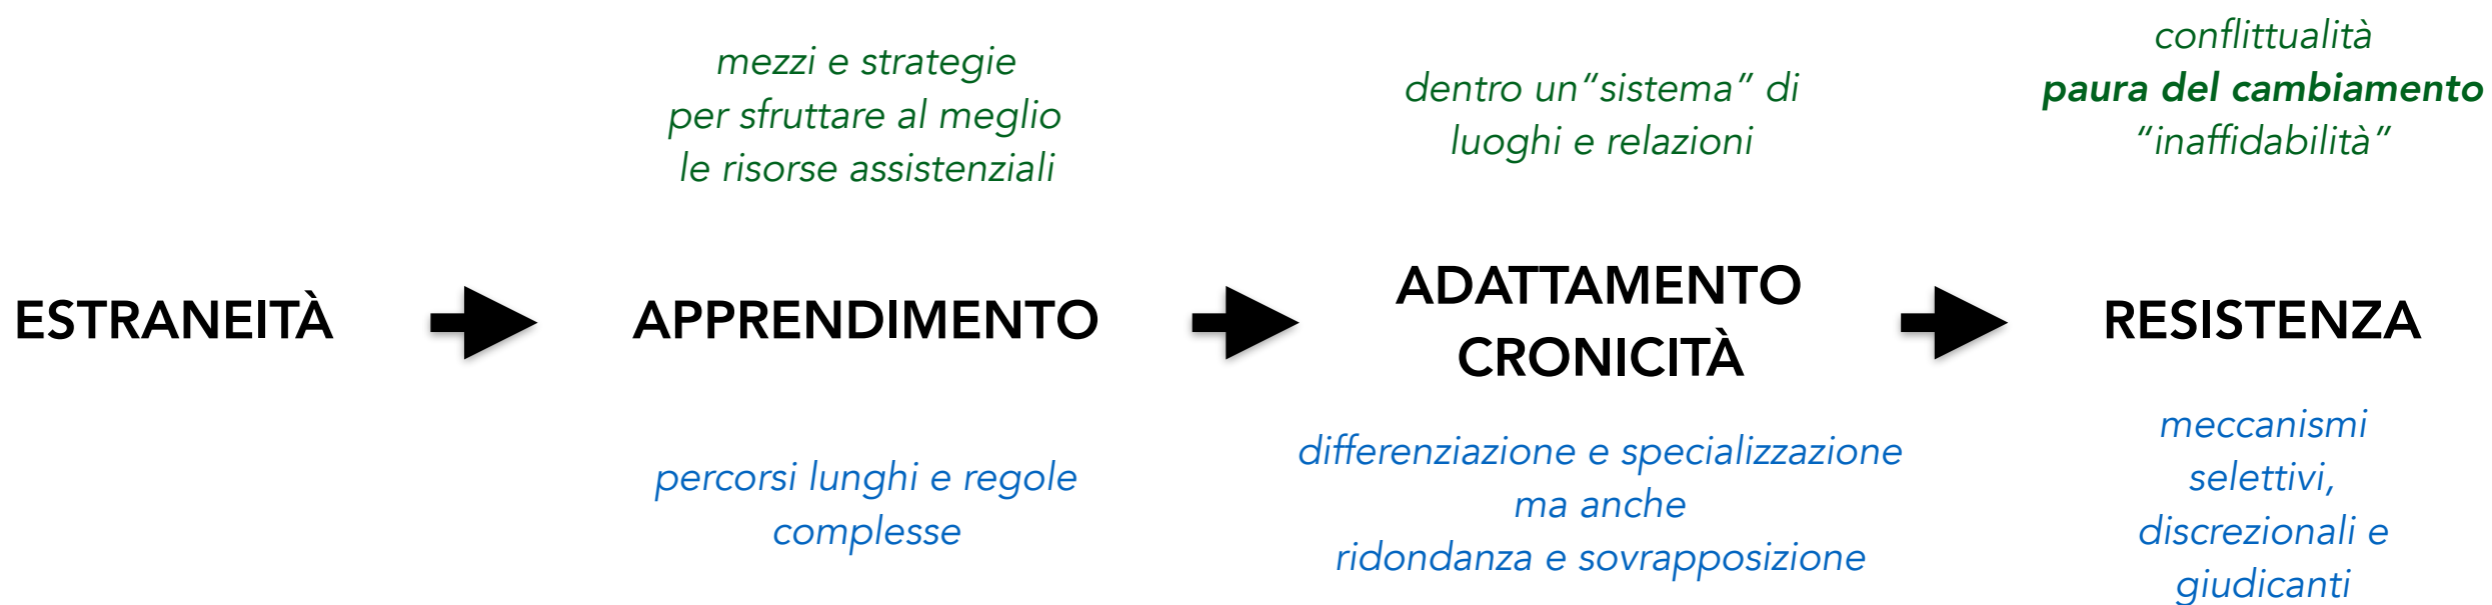 mezzi e strategie
per sfruttare al meglio
le risorse assistenziali
dentro un“sistema” di
luoghi e relazioni
conflittualità
paura del cambiamento
“inaffidabilità”
ESTRANEITÀ
APPRENDIMENTO
ADATTAMENTO
CRONICITÀ
RESISTENZA
percorsi lunghi e regole
complesse
differenziazione e specializzazione
ma anche
ridondanza e sovrapposizione
meccanismi
selettivi,
discrezionali e
giudicanti